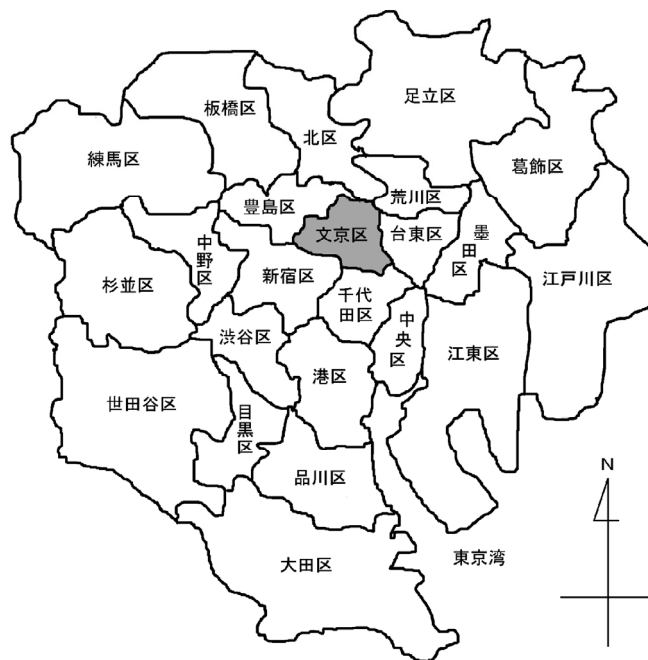 足立区
板橋区
北区
練馬区
葛飾区
荒川区
豊島区
文京区
台東区
墨田区
中野区
新宿区
杉並区
江戸川区
千代
田区
中央区
渋谷区
江東区
港区
世田谷区
目黒区
品川区
N
東京湾
大田区